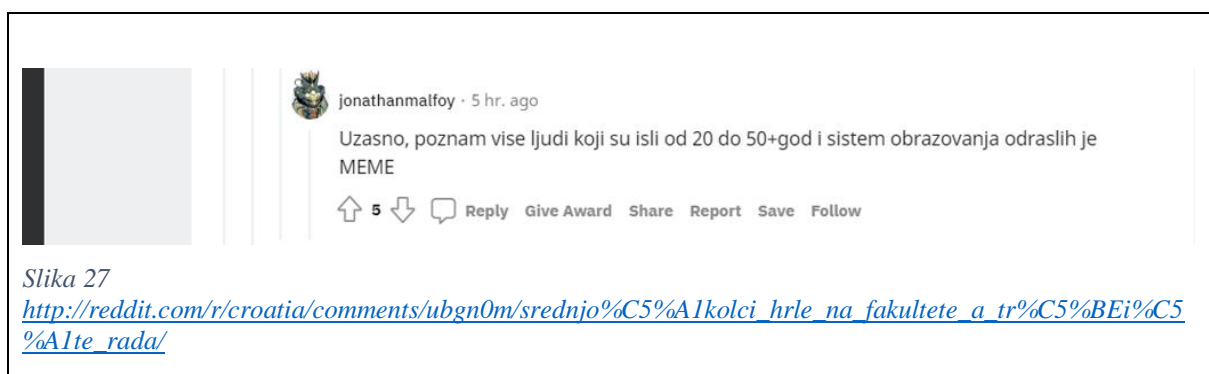 jonathanmalfoy · 5 hr. ago
Uzasno, poznam vise ljudi koji su isli od 20 do 50+god i sistem obrazovanja odraslih je
MEME
5 Reply Give Award Share Report Save Follow
Slika 27
http://reddit.com/r/croatia/comments/ubgn0m/srednjo%C5%A1kolci_hrle_na_fakultete_a_tr%C5%BEi%C5
%A1te_rada/